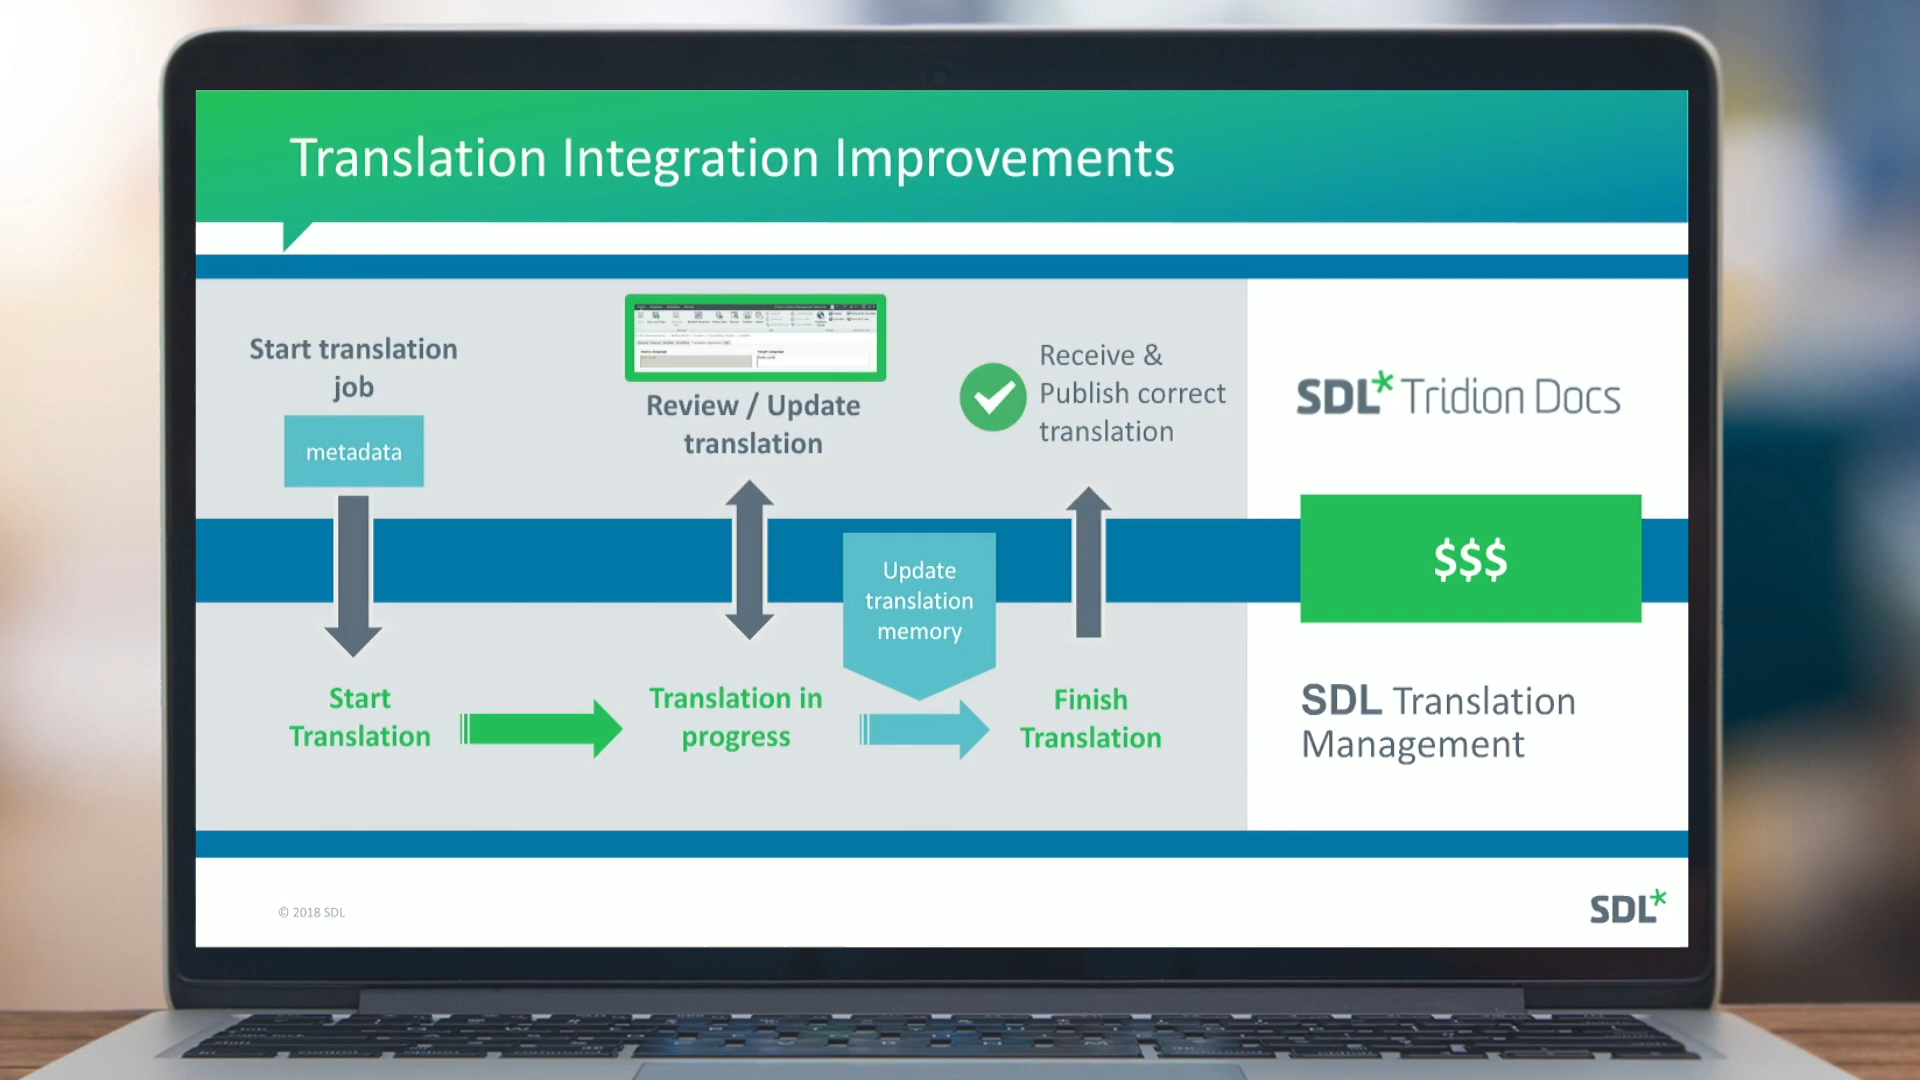 Translation Integration Improvements
Start translation
job
metadata
Review / Update
translation
Receive &
Publish correct
translation
SDL* Tridion Docs
Update
translation
memory
$$$
Start
Translation
Translation in
progress
Finish
Translation
SDL Translation
Management
© 2018 SDL
SDL*